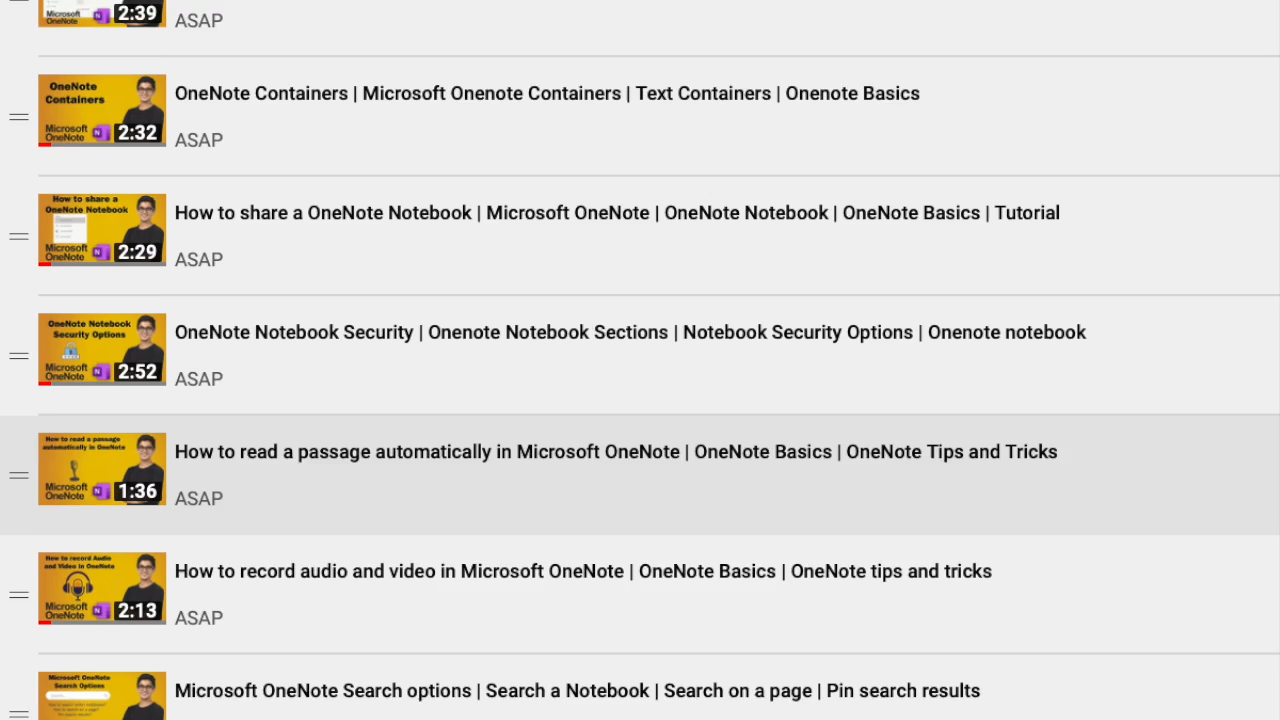 Microsoft
OneNote
2:39
ASAP
OneNote
Containers
Microsoft
OneNote
2:32
OneNote Containers | Microsoft Onenote Containers | Text Containers | Onenote Basics
ASAP
How to share a
OneNote Notebook
Microsoft
OneNote
2:29
How to share a OneNote Notebook | Microsoft OneNote | OneNote Notebook | OneNote Basics | Tutorial
ASAP
OneNote Notebook
Security Options
Microsoft
OneNote
2:52
OneNote Notebook Security | Onenote Notebook Sections | Notebook Security Options | Onenote notebook
ASAP
How to read a passage
automatically in OneNote
Microsoft
OneNote
1:36
How to read a passage automatically in Microsoft OneNote | OneNote Basics | OneNote Tips and Tricks
ASAP
How to record Audio
and Video in OneNote
Microsoft
OneNote
2:13
How to record audio and video in Microsoft OneNote | OneNote Basics | OneNote tips and tricks
ASAP
Microsoft OneNote
Search Options
Microsoft OneNote Search options | Search a Notebook | Search on a page | Pin search results